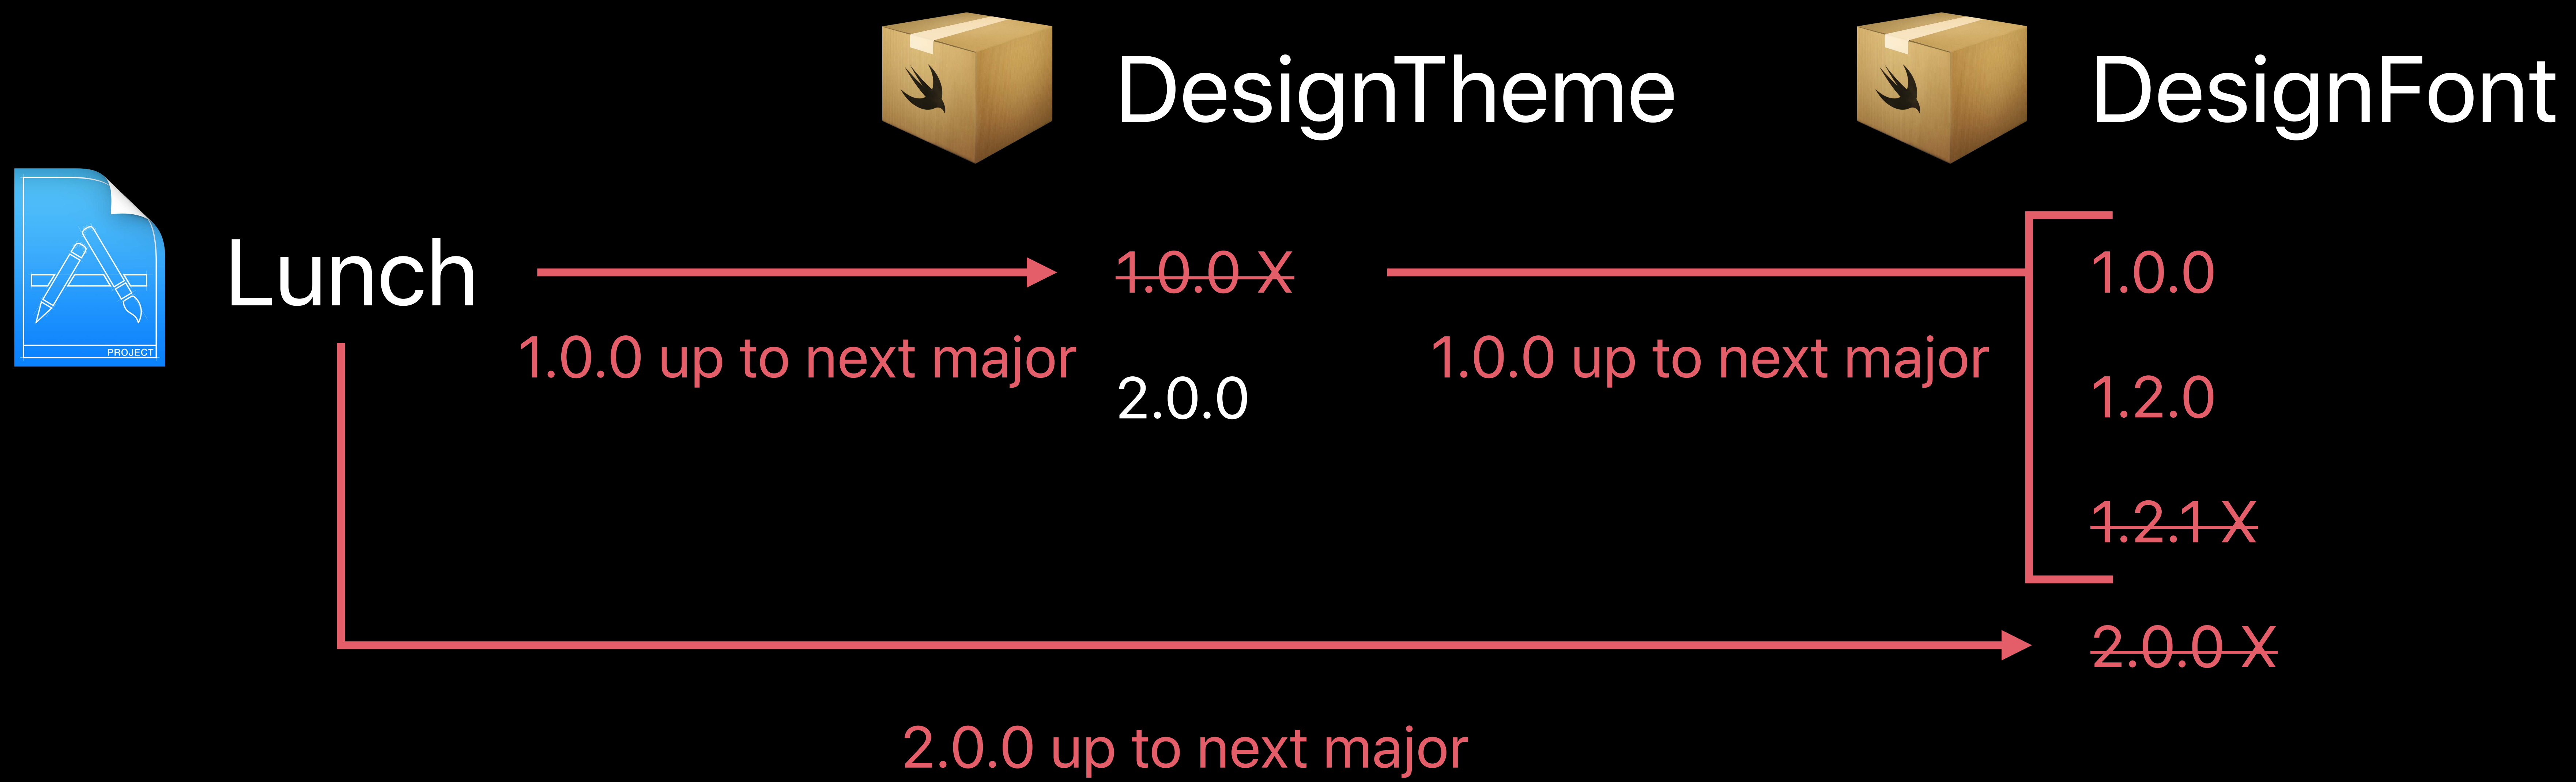 DesignTheme
DesignFont
PROJECT
Lunch
1.0.0 X
1.0.0
1.0.0 up to next major
1.0.0 up to next major
2.0.0
1.2.0
1.2.1 X
2.0.0 X
2.0.0 up to next major